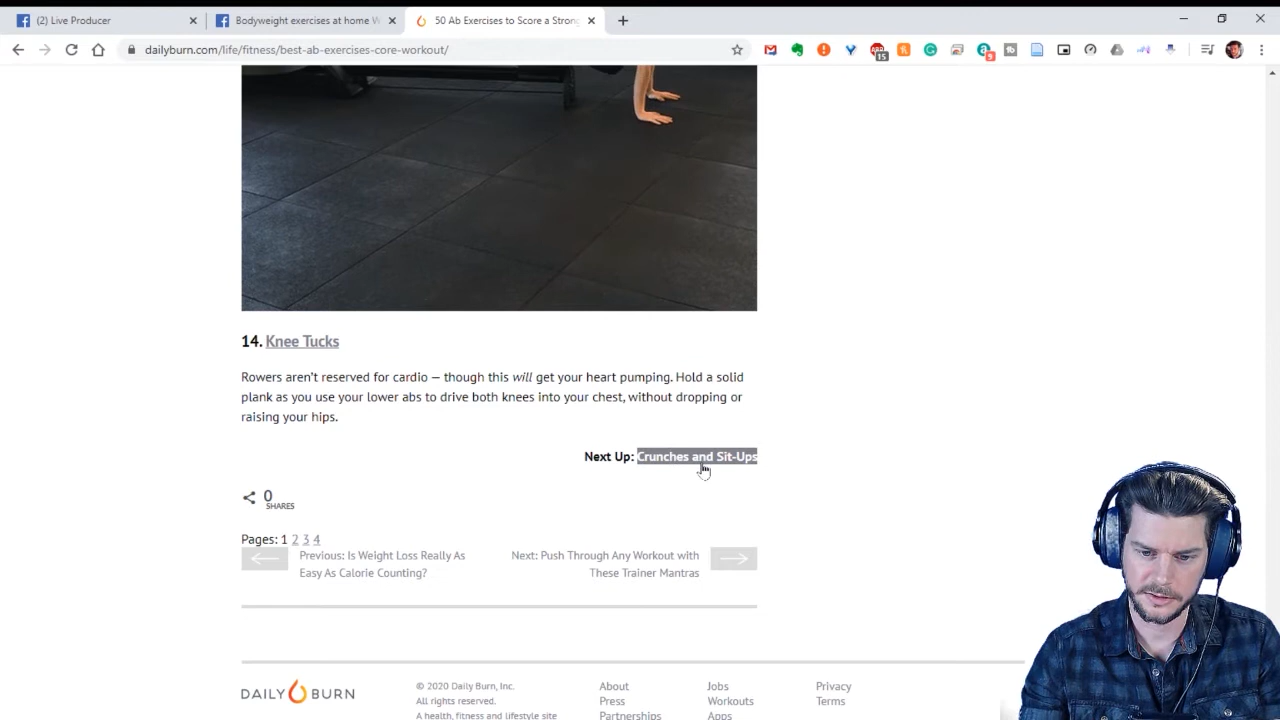 (2) Live Producer
Bodyweight exercises at home W
50 Ab Exercises to Score a Strong
dailyburn.com/life/fitness/best-ab-exercises-core-workout/
15
5
14. Knee Tucks
Rowers aren't reserved for cardio — though this will get your heart pumping. Hold a solid
plank as you use your lower abs to drive both knees into your chest, without dropping or
raising your hips.
Next Up: Crunches and Sit-Ups
0
SHARES
Pages: 1 2 3 4
Previous: Is Weight Loss Really As
Easy As Calorie Counting?
Next: Push Through Any Workout with
These Trainer Mantras
DAILY BURN
© 2020 Daily Burn, Inc.
All rights reserved.
A health, fitness and lifestyle site
About
Press
Partnerships
Jobs
Workouts
Apps
Privacy
Terms